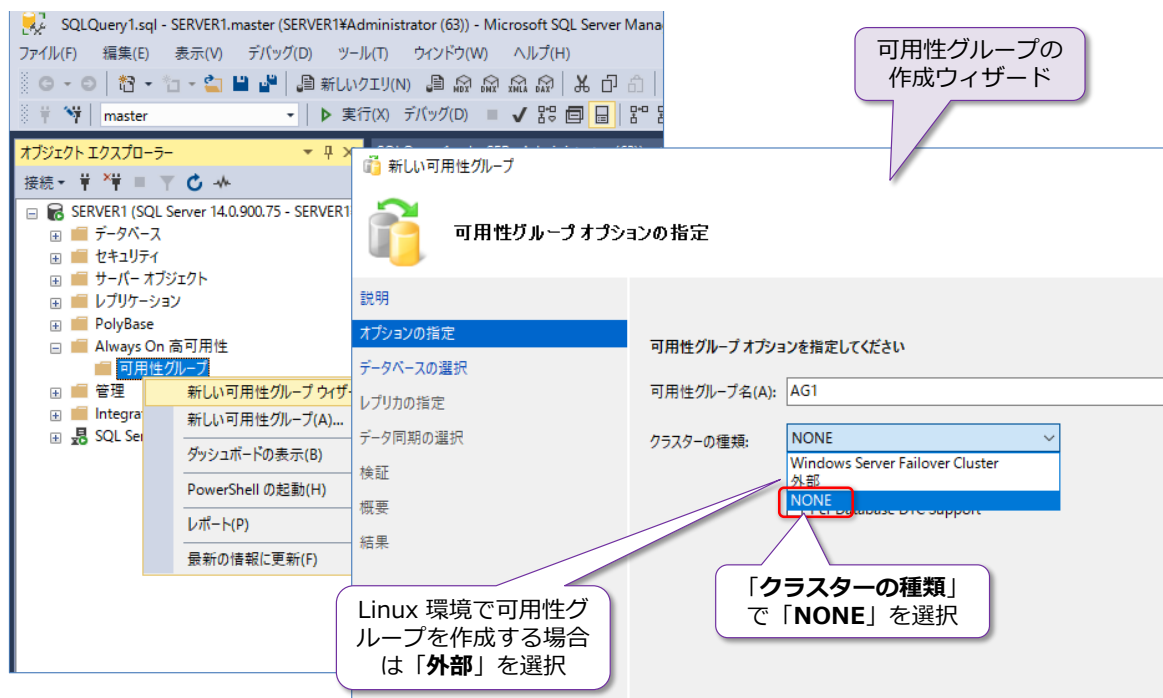 SQLQuery1.sql - SERVER1.master (SERVER1¥Administrator (63)) - Microsoft SQL Server Mana
ファイル(F) 編集(E) 表示(V) デバッグ(D) ツール(T) ウィンドウ(W) ヘルプ(H)
新しいクエリ(N) MDX DMX XMLA DAX
master 実行(X) デバッグ(D)
可用性グループの
作成ウィザード
オブジェクト エクスプローラー
接続
SERVER1 (SQL Server 14.0.900.75 - SERVER1
データベース
セキュリティ
サーバー オブジェクト
レプリケーション
PolyBase
Always On 高可用性
可用性グループ
管理
Integra
SQL Se
新しい可用性グループ ウィザ
新しい可用性グループ(A)...
ダッシュボードの表示(B)
PowerShell の起動(H)
レポート(P)
最新の情報に更新(F)
新しい可用性グループ
可用性グループ オプションの指定
説明
オプションの指定
データベースの選択
レプリカの指定
データ同期の選択
検証
概要
結果
可用性グループ オプションを指定してください
可用性グループ名(A): AG1
クラスターの種類: NONE
Windows Server Failover Cluster
外部
NONE
Per Database DTC Support
「クラスターの種類」
で「NONE」を選択
Linux 環境で可用性グ
ループを作成する場合
は「外部」を選択